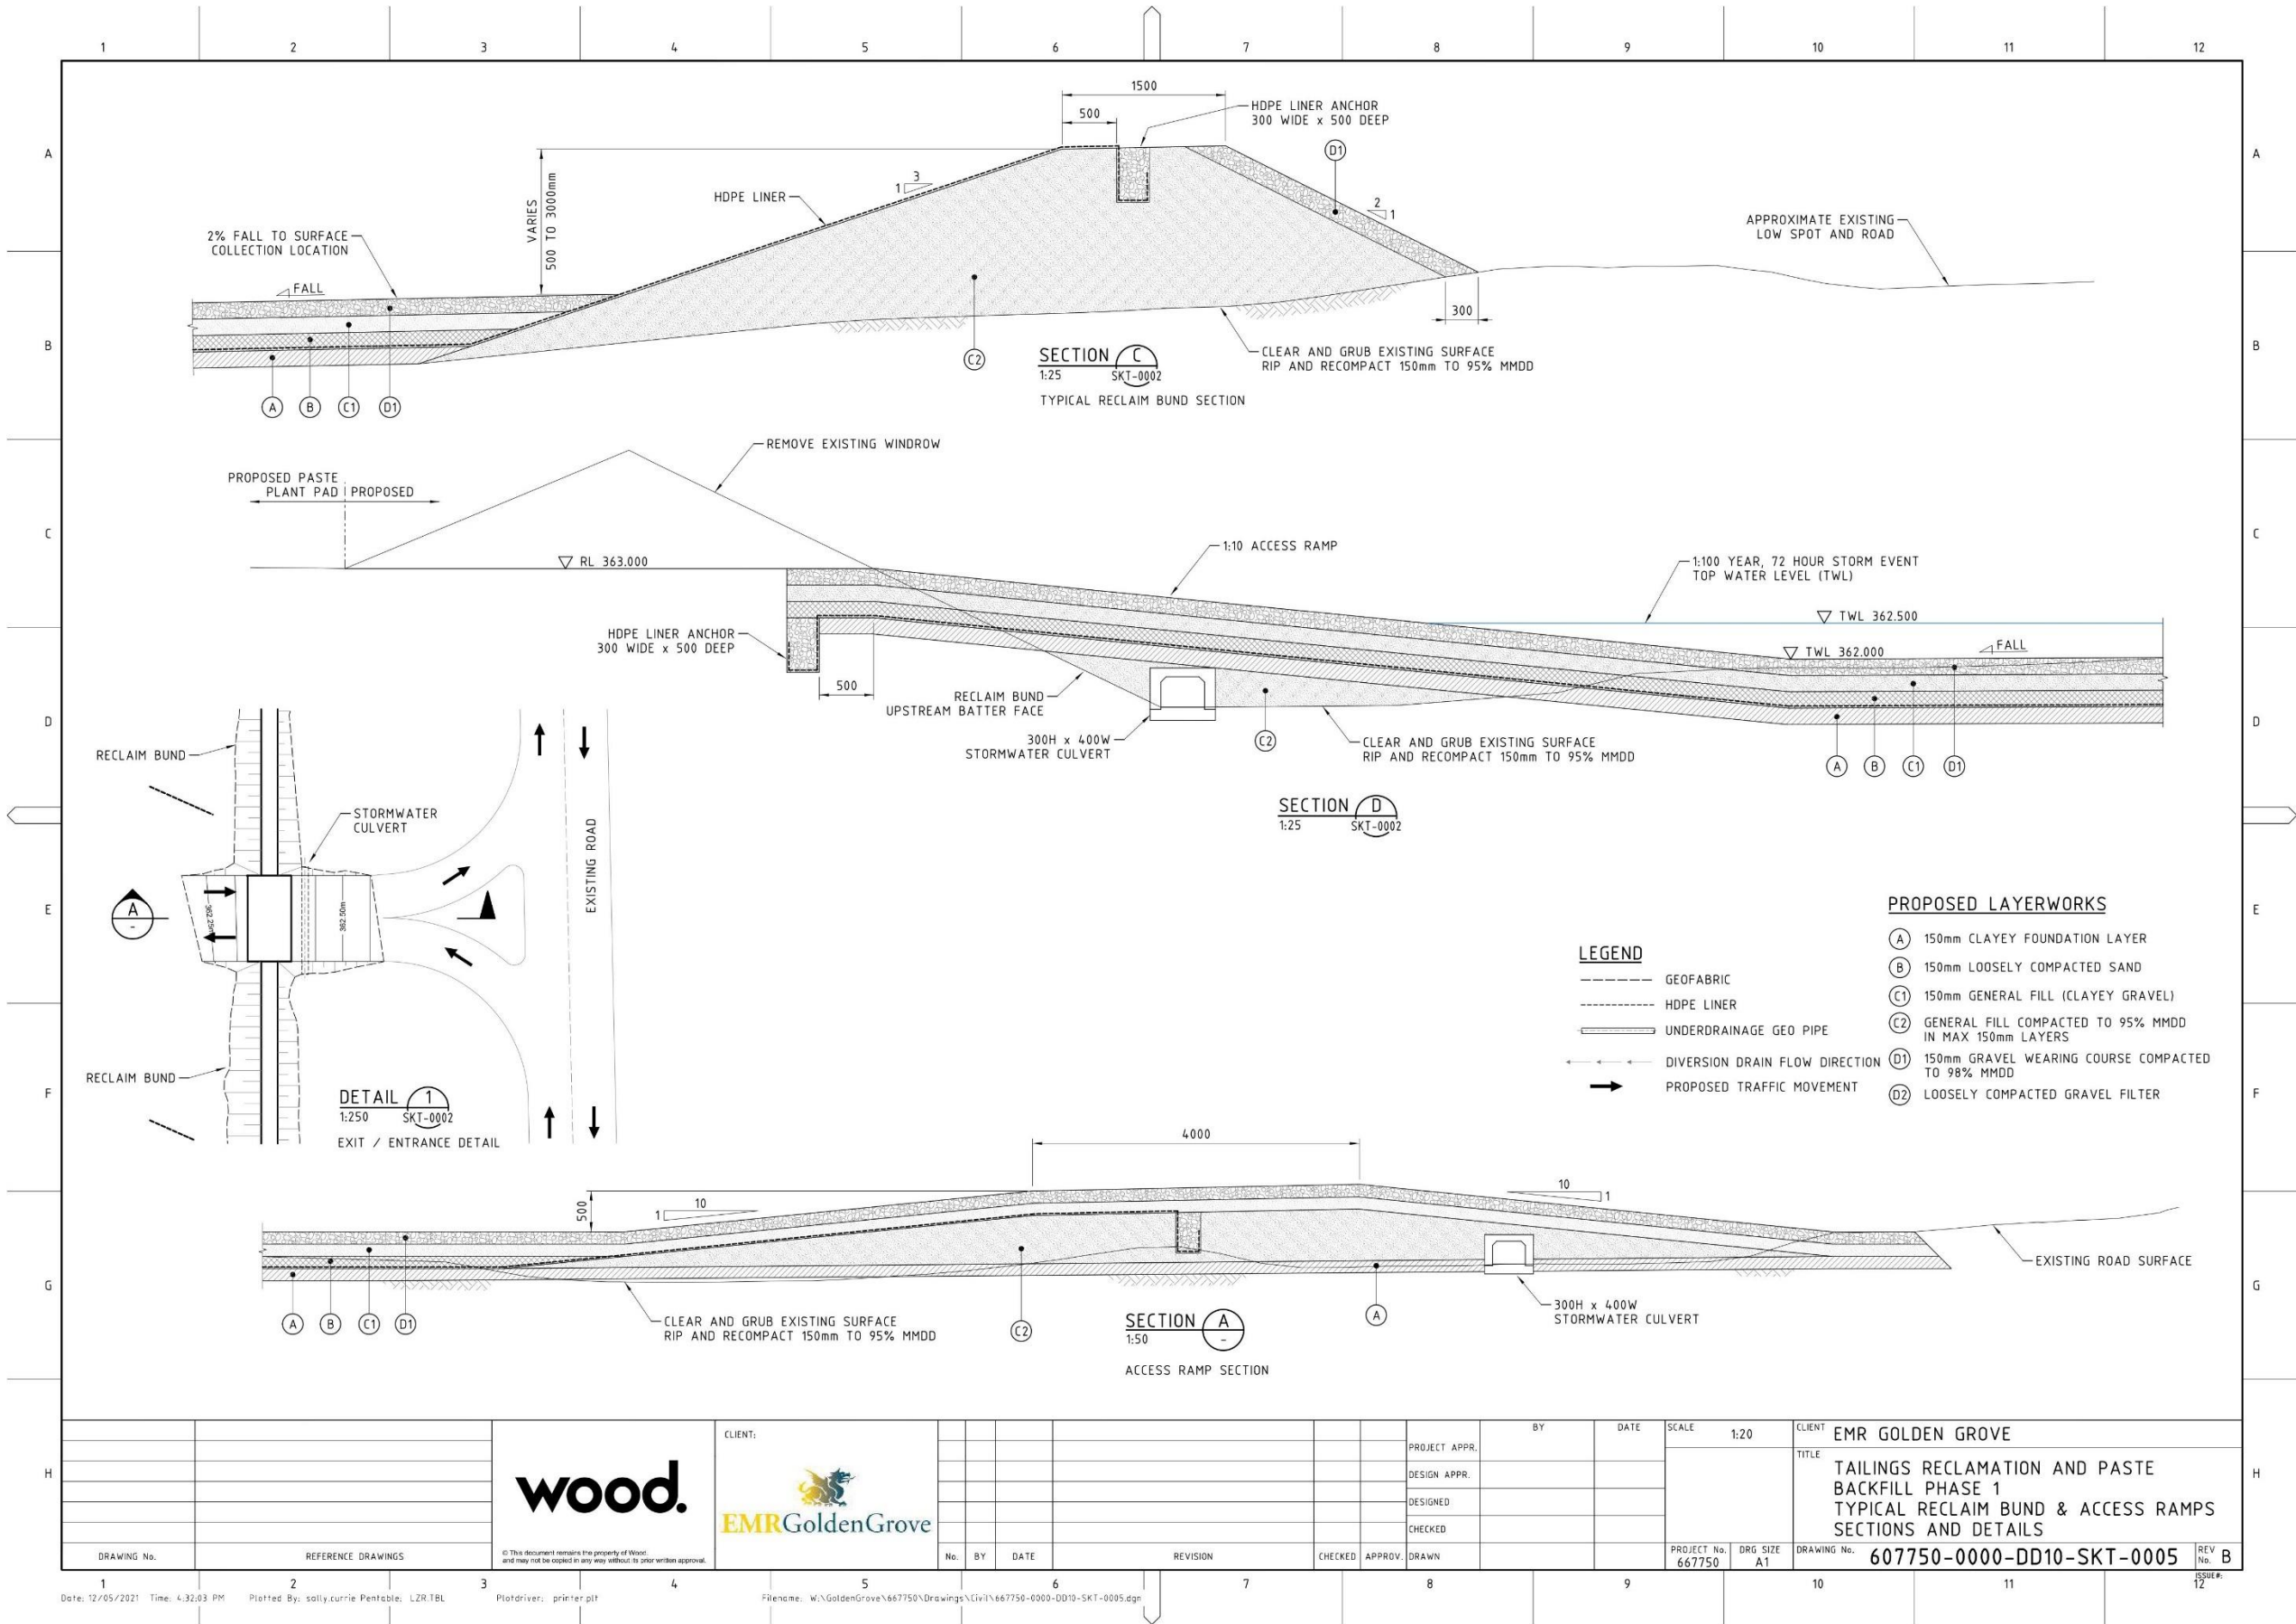 1 2 3 4 5 6 7 8 9 10 11 12
A
B
C
D
E
F
G
H
A
B
C
D
E
F
G
H
1500
500
HDPE LINER ANCHOR
300 WIDE x 500 DEEP
D1
3
1
HDPE LINER
VARIES
500 TO 3000mm
2
1
2% FALL TO SURFACE
COLLECTION LOCATION
APPROXIMATE EXISTING
LOW SPOT AND ROAD
FALL
300
A B C1 D1
C2
SECTION C
1:25 SKT-0002
TYPICAL RECLAIM BUND SECTION
CLEAR AND GRUB EXISTING SURFACE
RIP AND RECOMPACT 150mm TO 95% MMDD
REMOVE EXISTING WINDROW
PROPOSED PASTE
PLANT PAD PROPOSED
RL 363.000
1:10 ACCESS RAMP
1:100 YEAR, 72 HOUR STORM EVENT
TOP WATER LEVEL (TWL)
TWL 362.500
HDPE LINER ANCHOR
300 WIDE x 500 DEEP
TWL 362.000
FALL
500
RECLAIM BUND
UPSTREAM BATTER FACE
300H x 400W
STORMWATER CULVERT
C2
CLEAR AND GRUB EXISTING SURFACE
RIP AND RECOMPACT 150mm TO 95% MMDD
A B C1 D1
SECTION D
1:25 SKT-0002
RECLAIM BUND
STORMWATER
CULVERT
EXISTING ROAD
A
-
362.25m
362.50m
RECLAIM BUND
DETAIL 1
1:250 SKT-0002
EXIT / ENTRANCE DETAIL
LEGEND
GEOFABRIC
HDPE LINER
UNDERDRAINAGE GEO PIPE
DIVERSION DRAIN FLOW DIRECTION
PROPOSED TRAFFIC MOVEMENT
PROPOSED LAYERWORKS
A 150mm CLAYEY FOUNDATION LAYER
B 150mm LOOSELY COMPACTED SAND
C1 150mm GENERAL FILL (CLAYEY GRAVEL)
C2 GENERAL FILL COMPACTED TO 95% MMDD
IN MAX 150mm LAYERS
D1 150mm GRAVEL WEARING COURSE COMPACTED
TO 98% MMDD
D2 LOOSELY COMPACTED GRAVEL FILTER
4000
500
10
1
10
1
EXISTING ROAD SURFACE
A B C1 D1
CLEAR AND GRUB EXISTING SURFACE
RIP AND RECOMPACT 150mm TO 95% MMDD
C2
SECTION A
1:50 -
ACCESS RAMP SECTION
A
300H x 400W
STORMWATER CULVERT
DRAWING No. REFERENCE DRAWINGS
wood.
© This document remains the property of Wood.
and may not be copied in any way without its prior written approval.
CLIENT:
EMRGoldenGrove
No. BY DATE REVISION CHECKED APPROV.
BY DATE
PROJECT APPR.
DESIGN APPR.
DESIGNED
CHECKED
DRAWN
SCALE 1:20
PROJECT No. 667750
DRG SIZE A1
CLIENT EMR GOLDEN GROVE
TITLE
TAILINGS RECLAMATION AND PASTE
BACKFILL PHASE 1
TYPICAL RECLAIM BUND & ACCESS RAMPS
SECTIONS AND DETAILS
DRAWING No. 607750-0000-DD10-SKT-0005
REV No. B
ISSUE#:
1 2 3 4 5 6 7 8 9 10 11 12
Date: 12/05/2021 Time: 4:32:03 PM Plotted By: sally.currie Pentable: LZR.TBL Plotdriver: printer.plt Filename: W:\GoldenGrove\667750\Drawings\Civil\667750-0000-DD10-SKT-0005.dgn